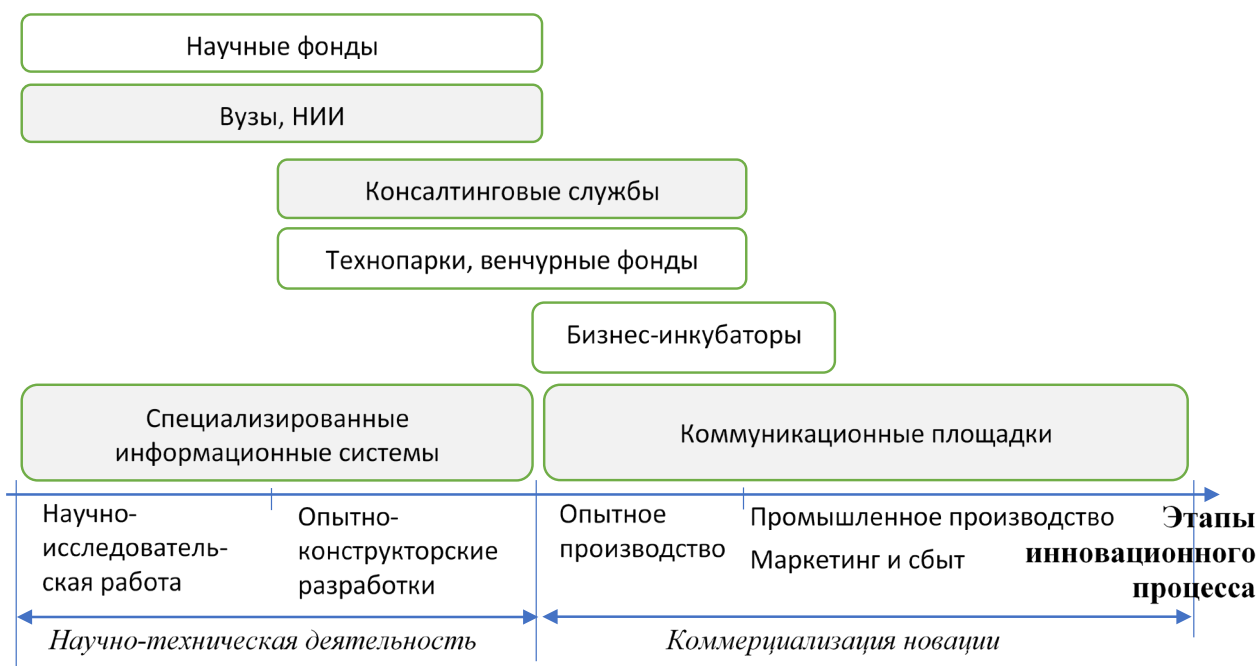 Научные фонды
Вузы, НИИ
Консалтинговые службы
Технопарки, венчурные фонды
Бизнес-инкубаторы
Специализированные
информационные системы
Коммуникационные площадки
Научно-
исследователь-
ская работа
Опытно-
конструкторские
разработки
Опытное
производство
Промышленное производство
Маркетинг и сбыт
Этапы
инновационного
процесса
Научно-техническая деятельность
Коммерциализация новации